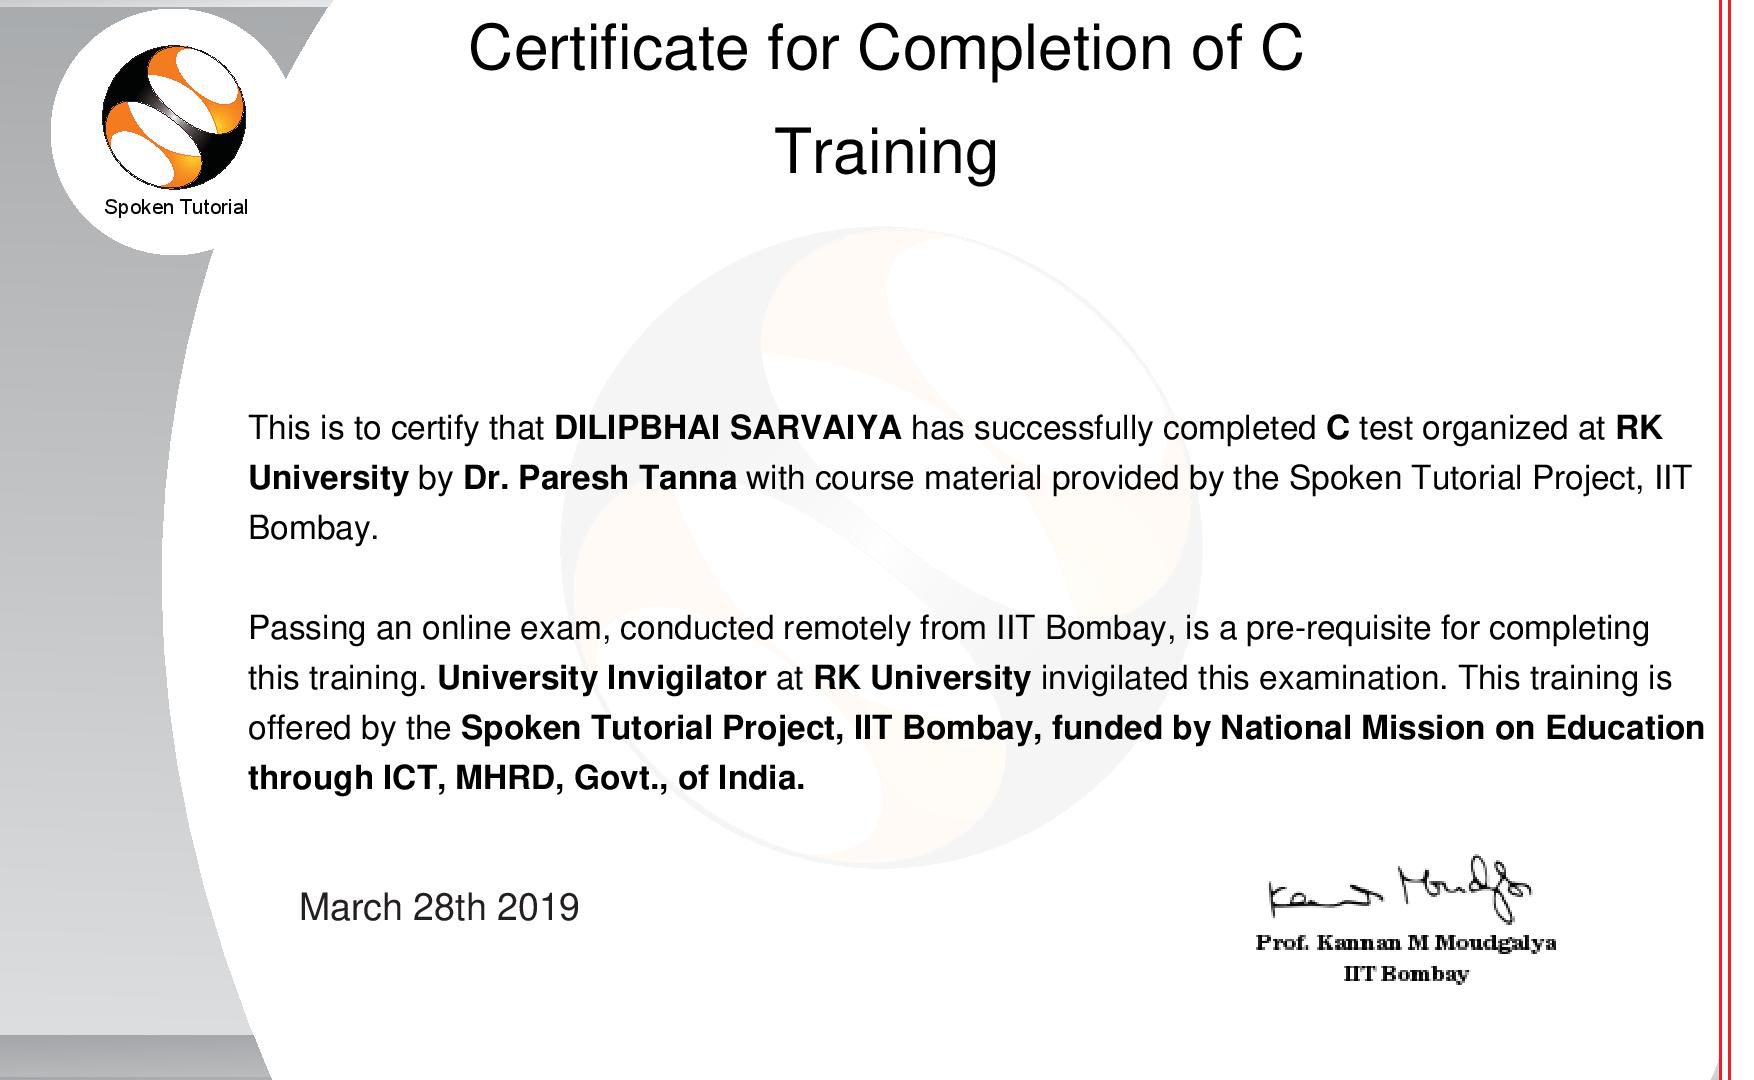 Certificate for Completion of C
Training
Spoken Tutorial
This is to certify that DILIPBHAI SARVAIYA has successfully completed C test organized at RK
University by Dr. Paresh Tanna with course material provided by the Spoken Tutorial Project, IIT
Bombay.
Passing an online exam, conducted remotely from IIT Bombay, is a pre-requisite for completing
this training. University Invigilator at RK University invigilated this examination. This training is
offered by the Spoken Tutorial Project, IIT Bombay, funded by National Mission on Education
through ICT, MHRD, Govt., of India.
March 28th 2019
Prof. Kannan M Moudgalya
IIT Bombay